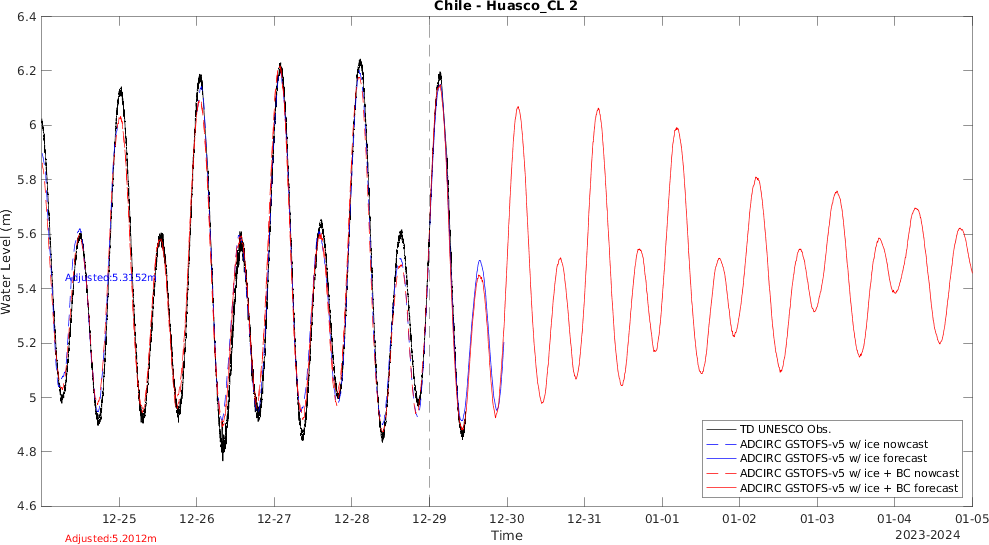 Chile - Huasco_CL 2
Water Level (m)
6.4
6.2
6
5.8
5.6
5.4
5.2
5
4.8
4.6
Adjusted:5.3152m
TD UNESCO Obs.
ADCIRC GSTOFS-v5 w/ ice nowcast
ADCIRC GSTOFS-v5 w/ ice forecast
ADCIRC GSTOFS-v5 w/ ice + BC nowcast
ADCIRC GSTOFS-v5 w/ ice + BC forecast
12-25 12-26 12-27 12-28 12-29 12-30 12-31 01-01 01-02 01-03 01-04 01-05
Time
2023-2024
Adjusted:5.2012m